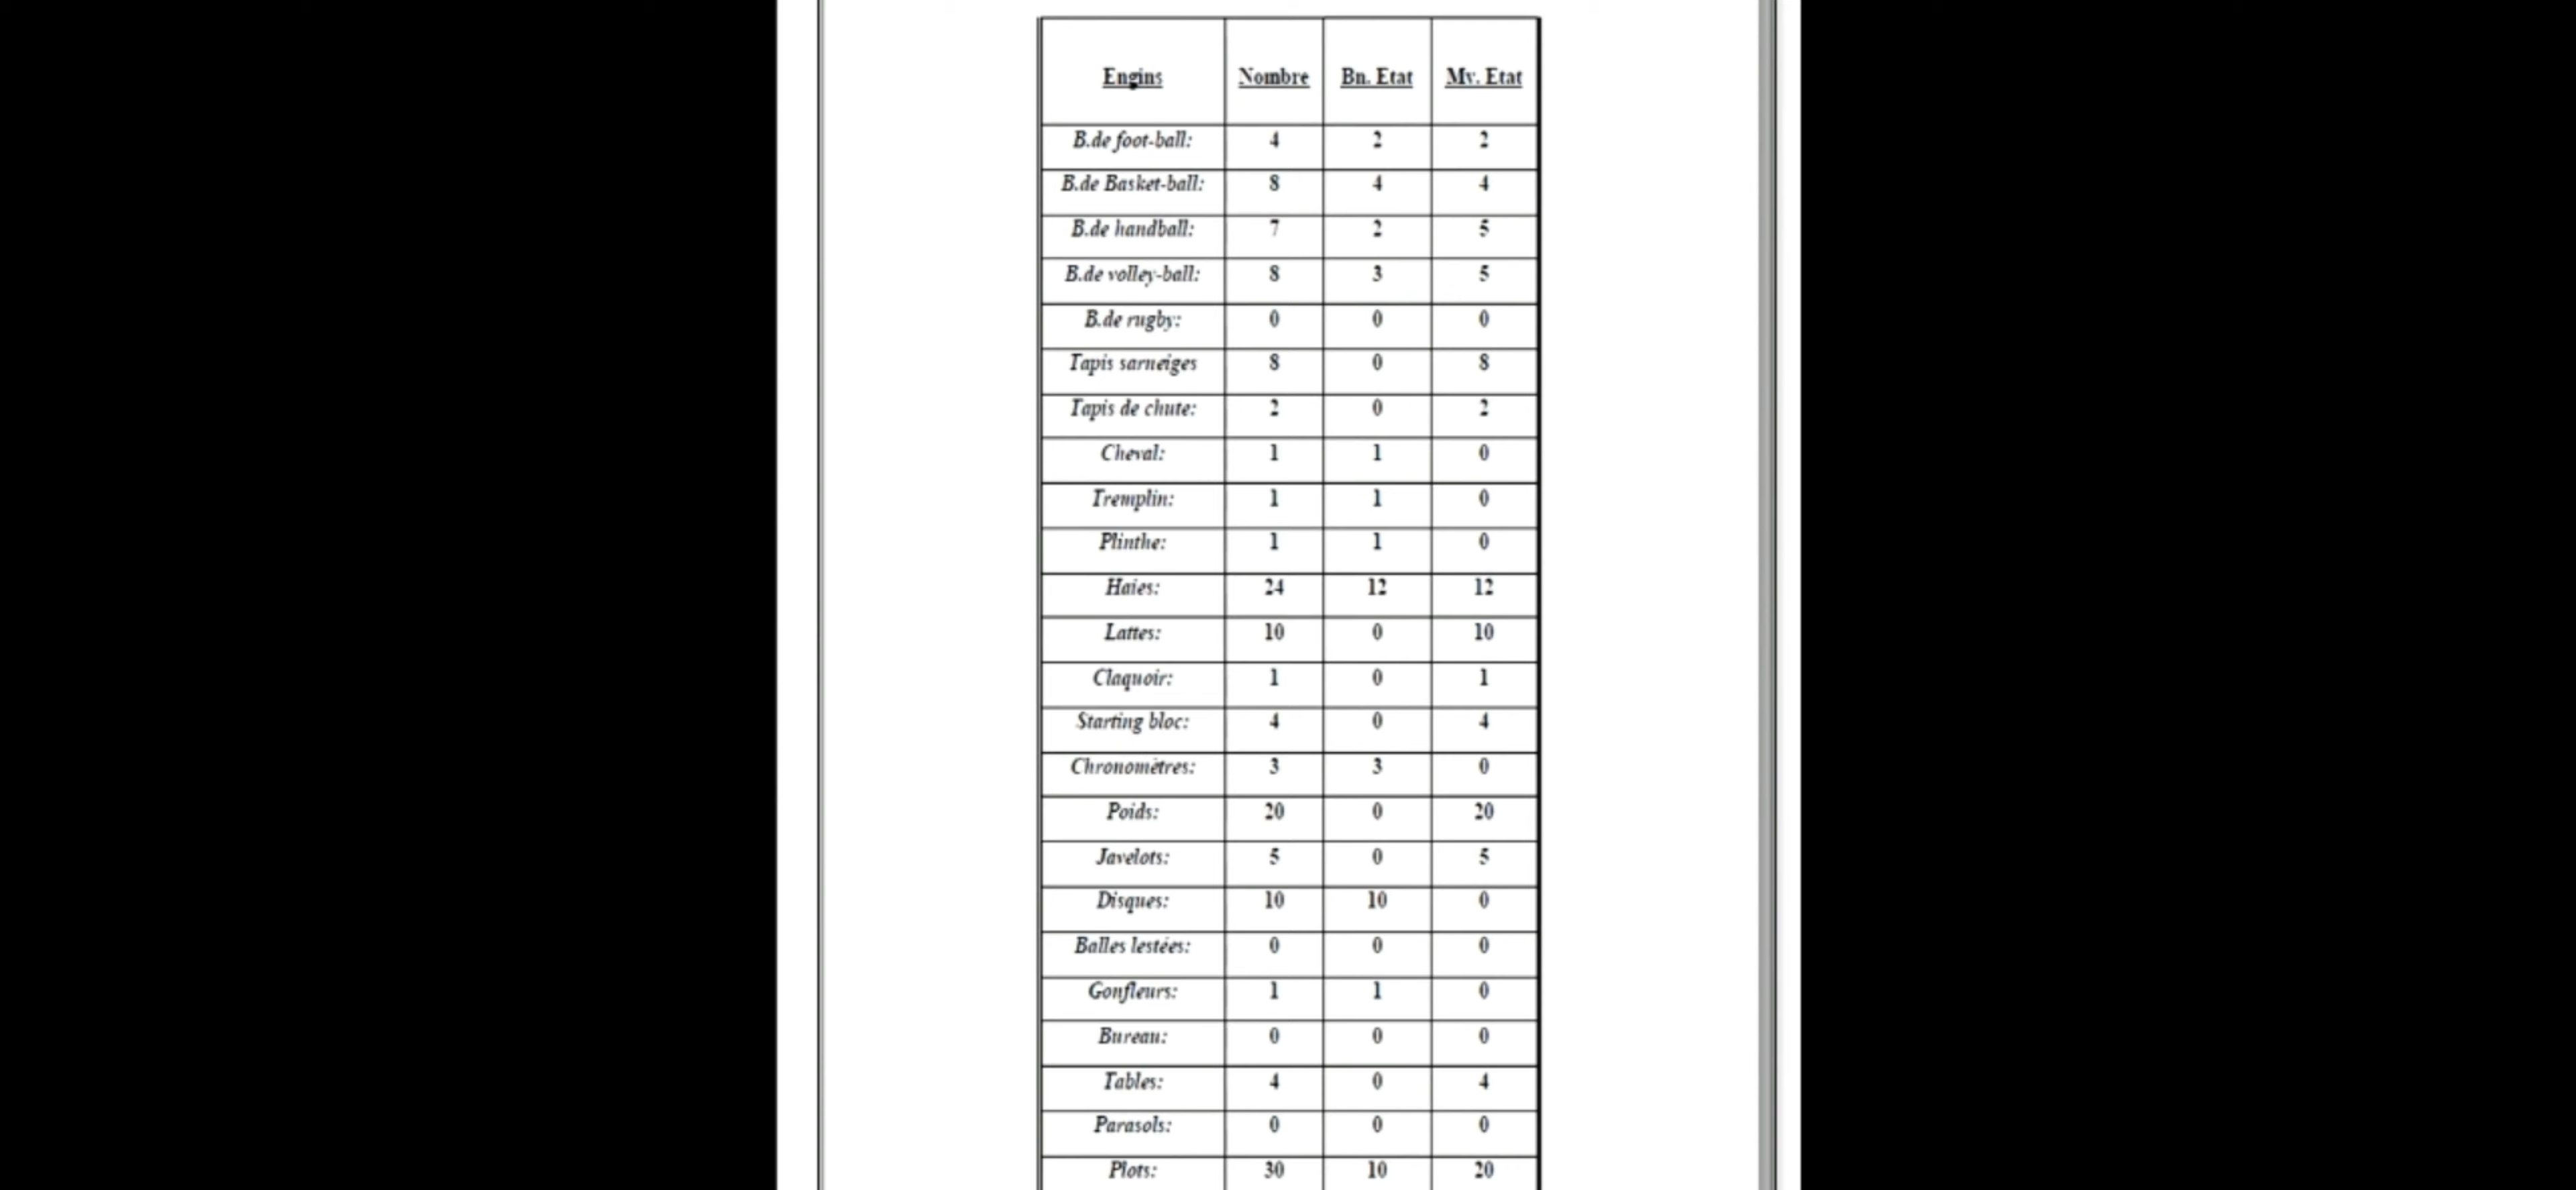 Engins Nombre Bn. Etat Mv. Etat
B.de foot-ball: 4 2 2
B.de Basket-ball: 8 4 4
B.de handball: 7 2 5
B.de volley-ball: 8 3 5
B.de rugby: 0 0 0
Tapis sarneiges 8 0 8
Tapis de chute: 2 0 2
Cheval: 1 1 0
Tremplin: 1 1 0
Plinthe: 1 1 0
Haies: 24 12 12
Lattes: 10 0 10
Claquoir: 1 0 1
Starting bloc: 4 0 4
Chronomètres: 3 3 0
Poids: 20 0 20
Javelots: 5 0 5
Disques: 10 10 0
Balles lestées: 0 0 0
Gonfleurs: 1 1 0
Bureau: 0 0 0
Tables: 4 0 4
Parasols: 0 0 0
Plots: 30 10 20